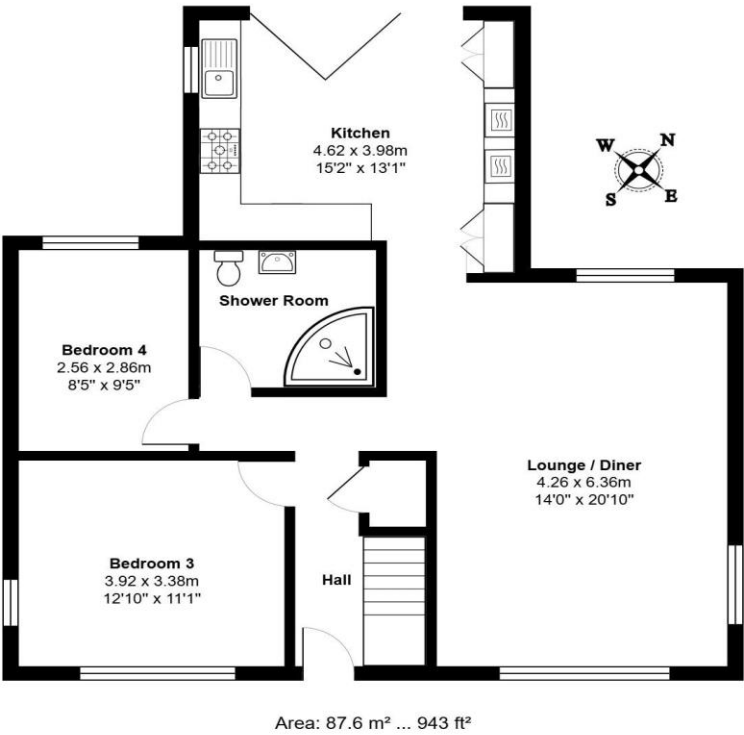 Kitchen
4.62 x 3.98m
15'2" x 13'1"
W N
S E
Shower Room
Bedroom 4
2.56 x 2.86m
8'5" x 9'5"
Lounge / Diner
4.26 x 6.36m
14'0" x 20'10"
Bedroom 3
3.92 x 3.38m
12'10" x 11'1"
Hall
Area: 87.6 m² ... 943 ft²